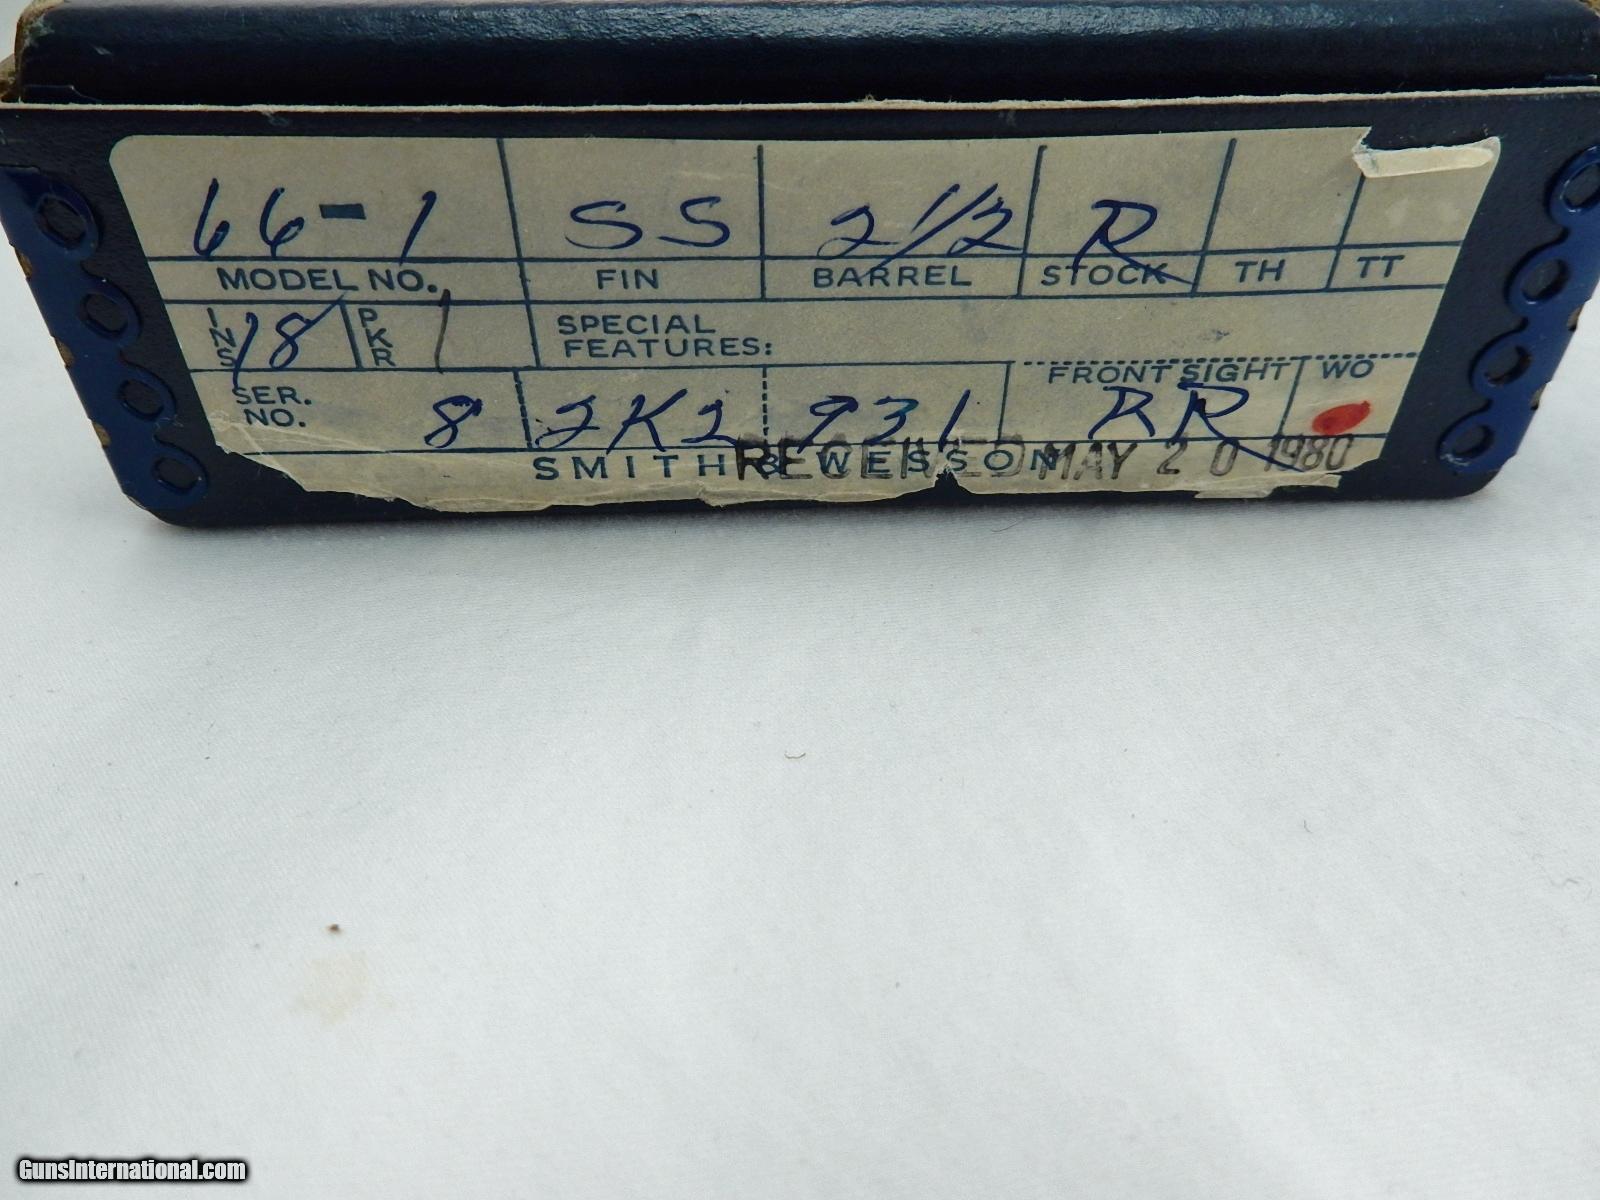 66-1 SS 2 1/2 R
MODEL NO. FIN BARREL STOCK TH TT
INS 18 PKR 1 SPECIAL
FEATURES:
SER. NO. 8 2K2 931 FRONT SIGHT RR WO
SMITH & WESSON
RECEIVED MAY 20 1980
GunsInternational.com